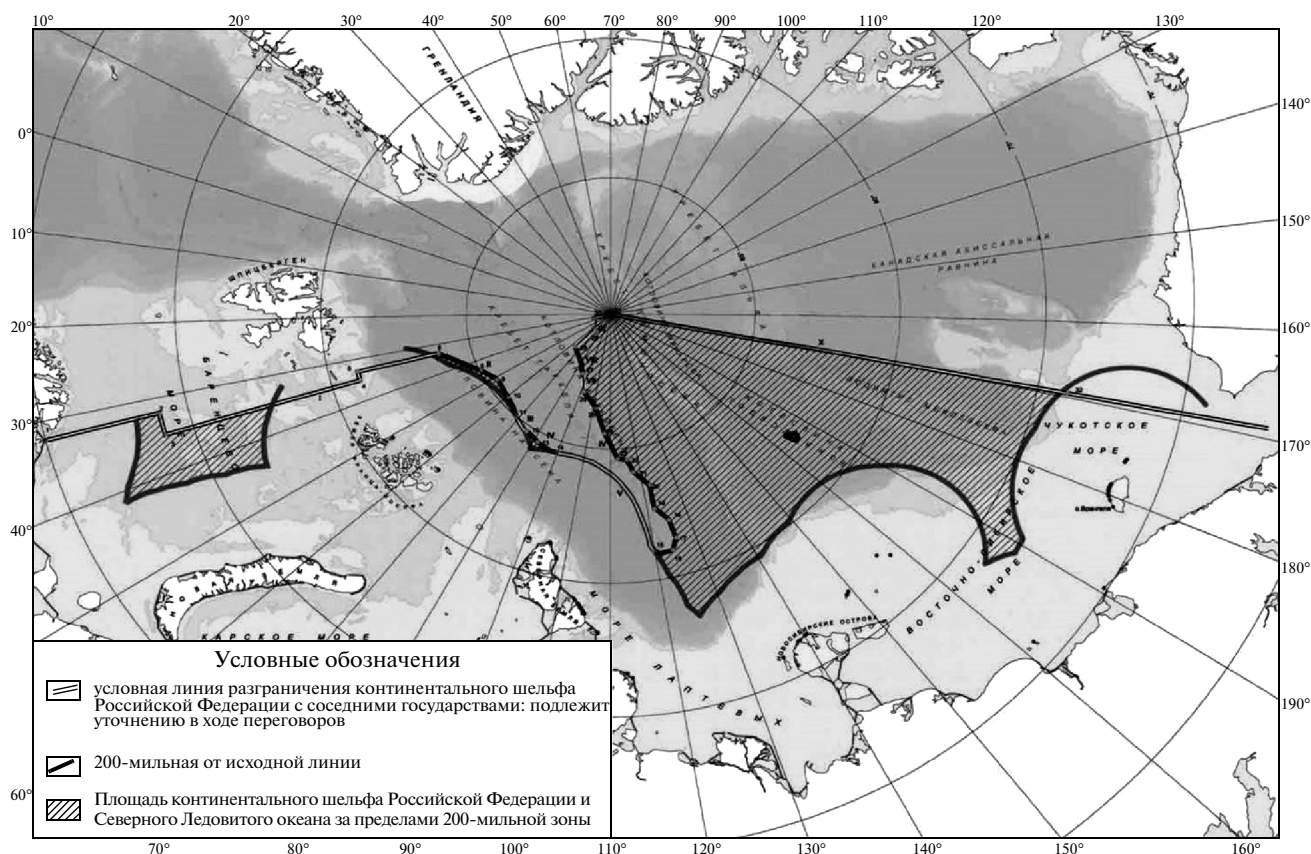 10° 20° 30° 40° 50° 60° 70° 80° 90° 100° 110° 120° 130°
0°
10°
20°
30°
40°
60°
140°
150°
160°
170°
180°
190°
ГРЕНЛАНДИЯ
ШПИЦБЕРГЕН
БАРЕНЦЕВО
МОРЕ
КАНАДСКАЯ АБИССАЛЬНАЯ
РАВНИНА
ЧУКОТСКОЕ
МОРЕ
о. Врангеля
МОРЕ
НОВОСИБИРСКИЕ ОСТРОВА
МОРЕ ЛАПТЕВЫХ
НОВАЯ ЗЕМЛЯ
КАРСКОЕ МОРЕ
Условные обозначения
условная линия разграничения континентального шельфа
Российской Федерации с соседними государствами: подлежит
уточнению в ходе переговоров
200-мильная от исходной линии
Площадь континентального шельфа Российской Федерации и
Северного Ледовитого океана за пределами 200-мильной зоны
70° 80° 90° 100° 110° 120° 130° 140° 150° 160°